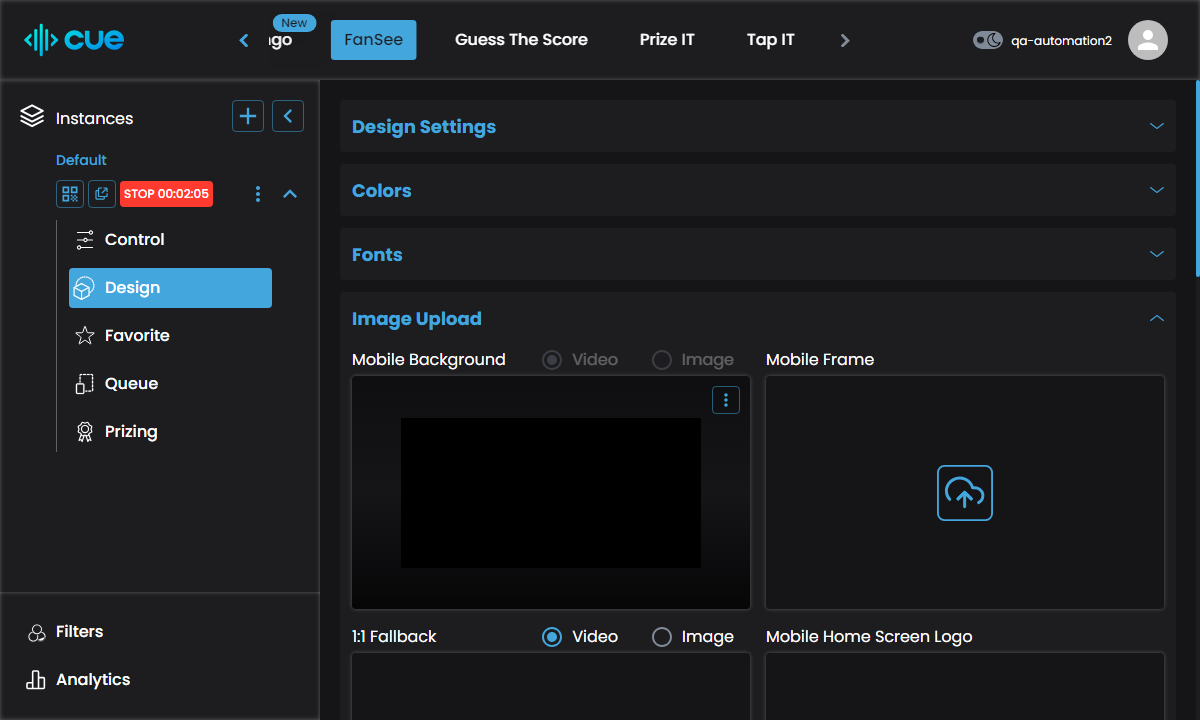 cue
New
FanSee
Guess The Score
Prize IT
Tap IT
qa-automation2
Instances
Default
STOP 00:02:05
Control
Design
Favorite
Queue
Prizing
Filters
Analytics
Design Settings
Colors
Fonts
Image Upload
Mobile Background
Video
Image
Mobile Frame
1:1 Fallback
Video
Image
Mobile Home Screen Logo